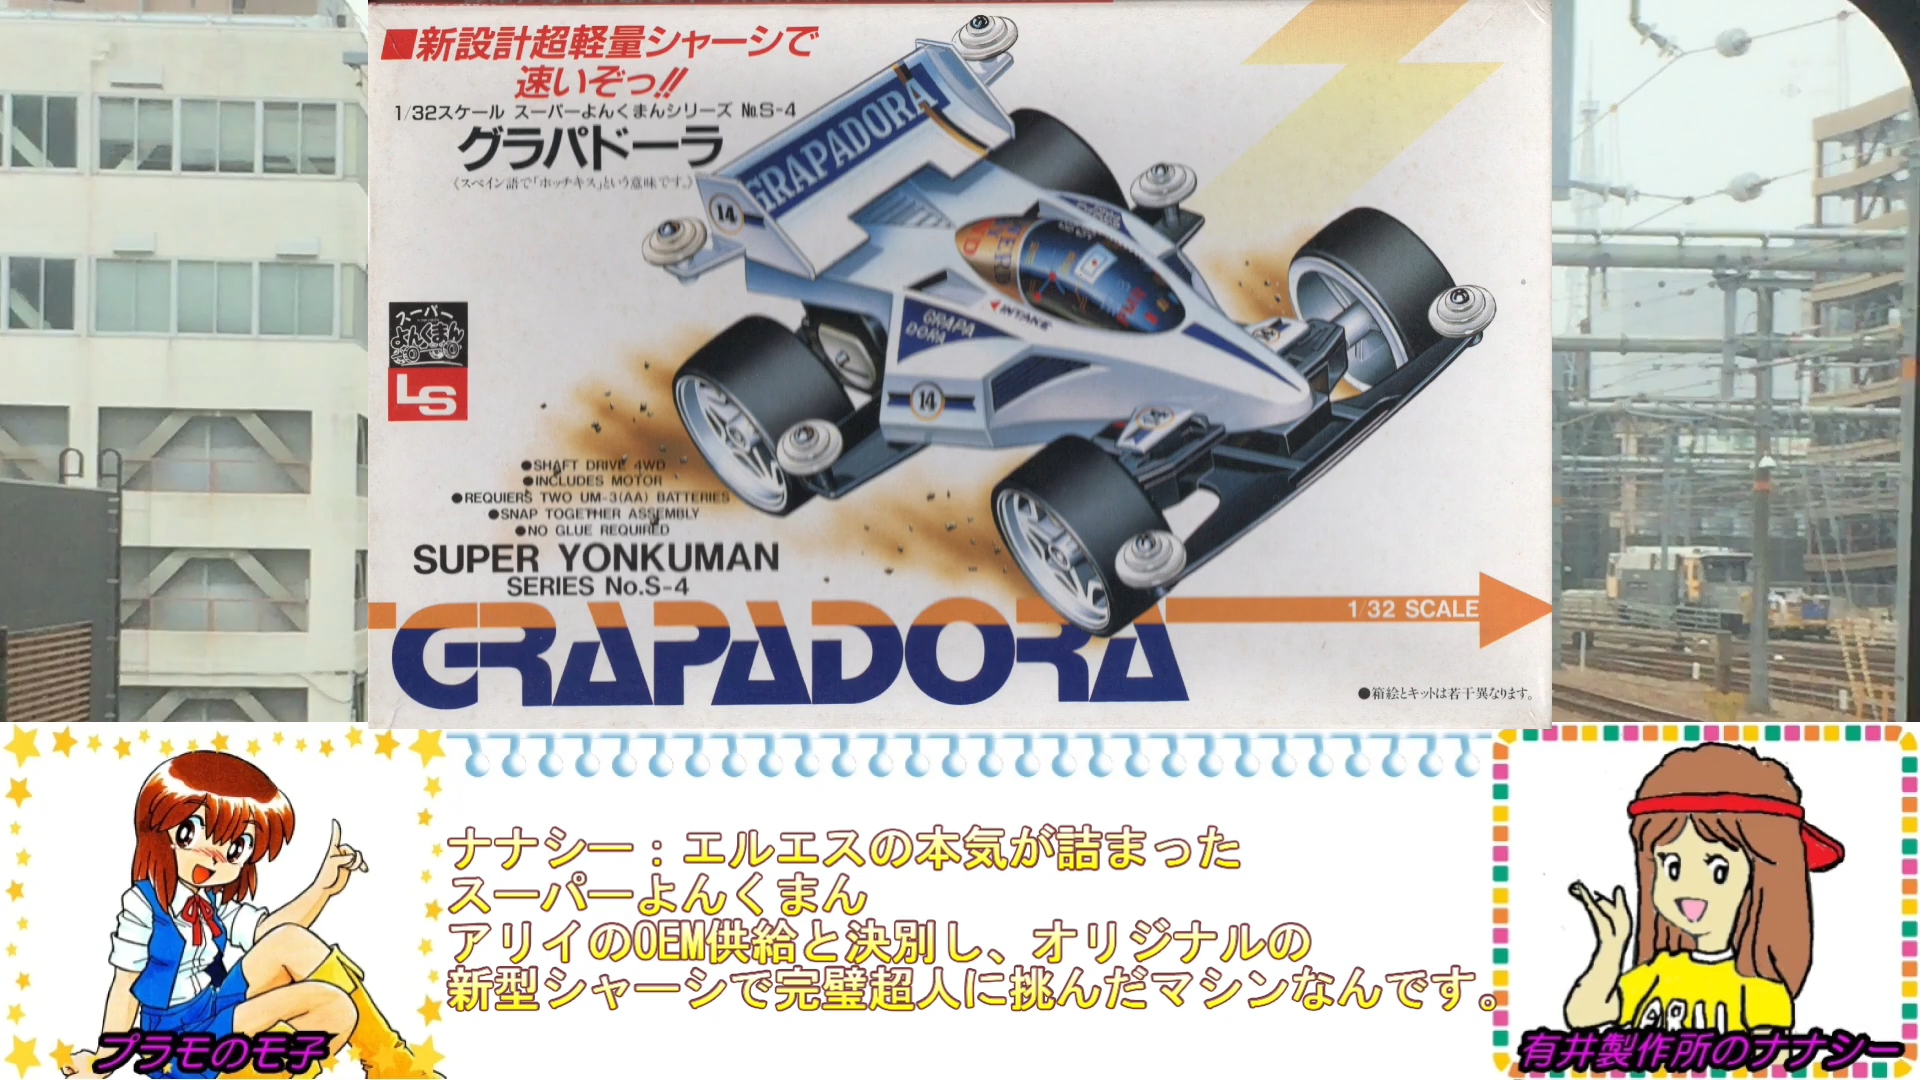 ■新設計超軽量シャーシで
速いぞっ!!
1/32スケール スーパーよんくまんシリーズ No.S-4
グラパドーラ
《スペイン語で「ホッチキス」という意味です。》
GRAPADORA
14
GRAPA
DORA
INTAKE
14
14
スーパー
よんくまん
LS
●SHAFT DRIVE 4WD
●INCLUDES MOTOR
●REQUIERS TWO UM-3(AA) BATTERIES
●SNAP TOGETHER ASSEMBLY
●NO GLUE REQUIRED
SUPER YONKUMAN
SERIES No.S-4
1/32 SCALE
GRAPADORA
●箱絵とキットは若干異なります。
ナナシー：エルエスの本気が詰まった
スーパーよんくまん
アリイのOEM供給と決別し、オリジナルの
新型シャーシで完璧超人に挑んだマシンなんです。
プラモのモ子
ARII
有井製作所のナナシー